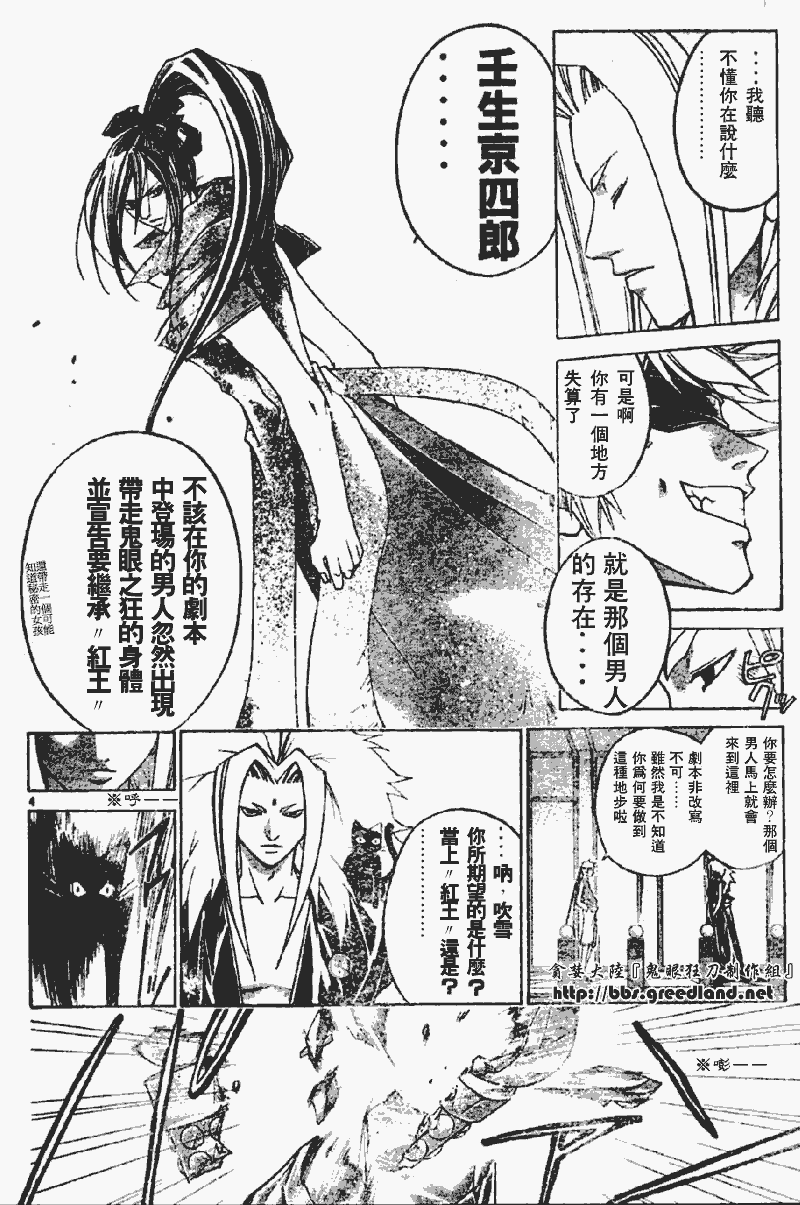 ‥‥我聽
不懂你在說什麼
………………
可是啊
你有一個地方
失算了
就是那個男人
的存在‥‥
壬生京四郎
‥‥‥
不該在你的劇本
中登場的男人忽然出現
帶走鬼眼之狂的身體
並宣告要繼承〃紅王〃
還帶走一個可能
知道秘密的女孩
你要怎麼辦?那個
男人馬上就會
來到這裡
劇本非改寫
不可……
雖然我是不知道
你為何要做到
這種地步啦
‥‥吶，吹雪
你所期望的是什麼？
當上〃紅王〃還是？
…………
※呼——
4
※嘭——
貪婪大陸『鬼眼狂刀制作組』
http://bbs.greedland.net